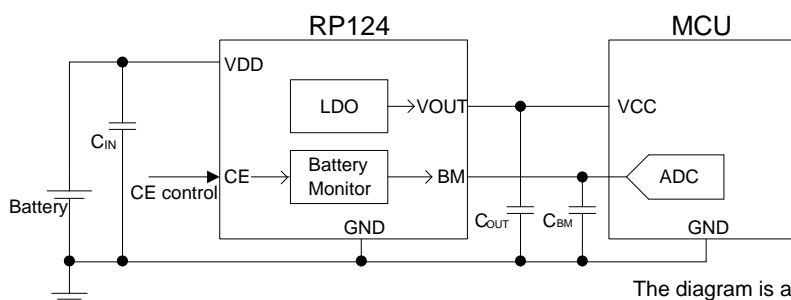 RP124
MCU
VDD
LDO
VOUT
VCC
CIN
CE
Battery
Monitor
BM
ADC
Battery
CE control
GND
COUT
CBM
GND
The diagram is a